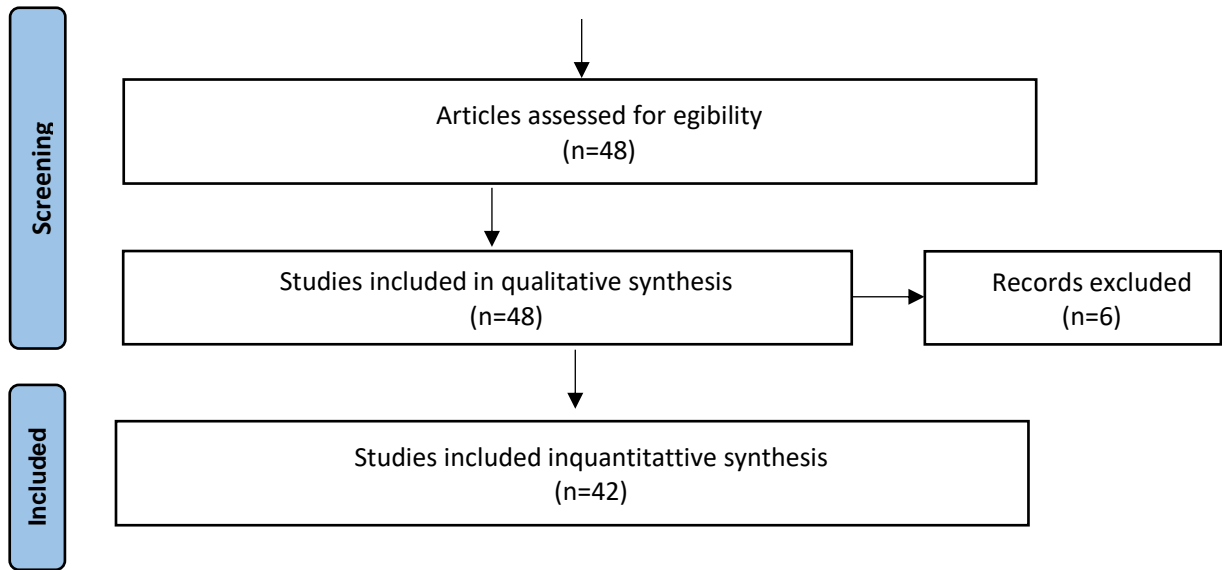 Screening
Articles assessed for egibility
(n=48)
Studies included in qualitative synthesis
(n=48)
Records excluded
(n=6)
Included
Studies included inquantitattive synthesis
(n=42)